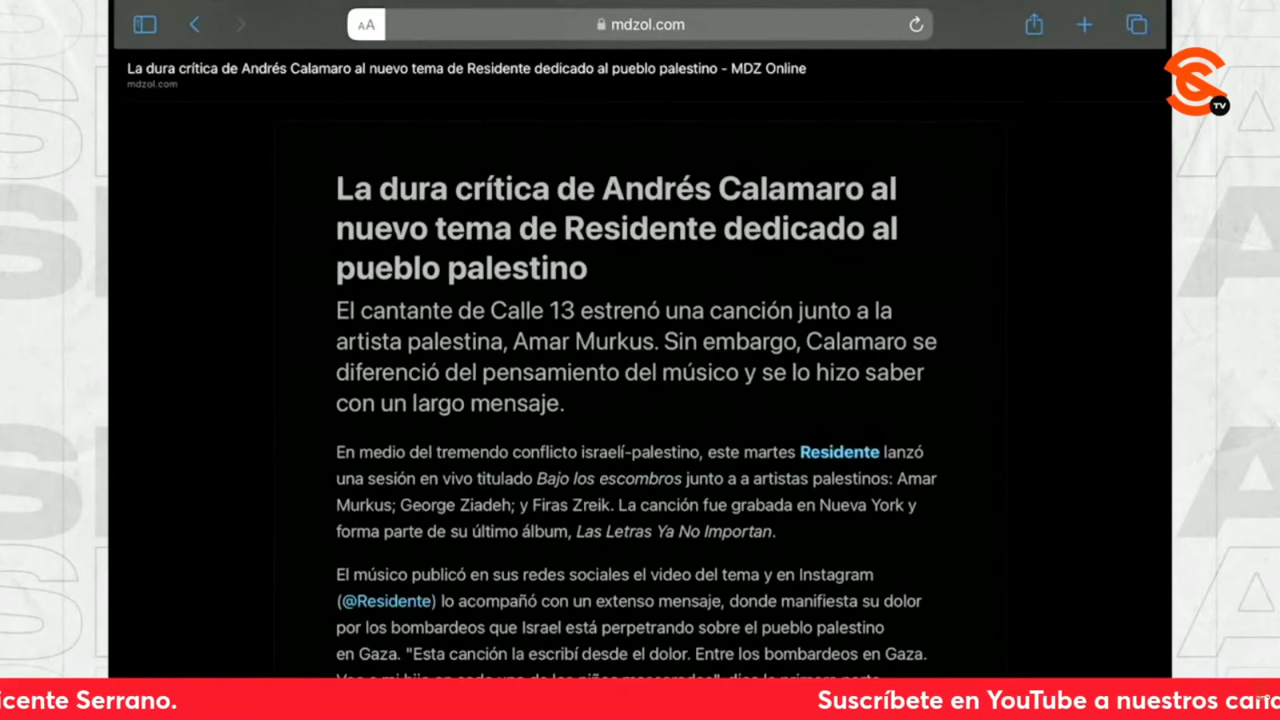 AA
mdzol.com
La dura crítica de Andrés Calamaro al nuevo tema de Residente dedicado al pueblo palestino - MDZ Online
mdzol.com
TV
La dura crítica de Andrés Calamaro al
nuevo tema de Residente dedicado al
pueblo palestino
El cantante de Calle 13 estrenó una canción junto a la
artista palestina, Amar Murkus. Sin embargo, Calamaro se
diferenció del pensamiento del músico y se lo hizo saber
con un largo mensaje.
En medio del tremendo conflicto israelí-palestino, este martes Residente lanzó
una sesión en vivo titulado Bajo los escombros junto a a artistas palestinos: Amar
Murkus; George Ziadeh; y Firas Zreik. La canción fue grabada en Nueva York y
forma parte de su último álbum, Las Letras Ya No Importan.
El músico publicó en sus redes sociales el video del tema y en Instagram
(@Residente) lo acompañó con un extenso mensaje, donde manifiesta su dolor
por los bombardeos que Israel está perpetrando sobre el pueblo palestino
en Gaza. "Esta canción la escribí desde el dolor. Entre los bombardeos en Gaza.
icente Serrano.
Suscríbete en YouTube a nuestros